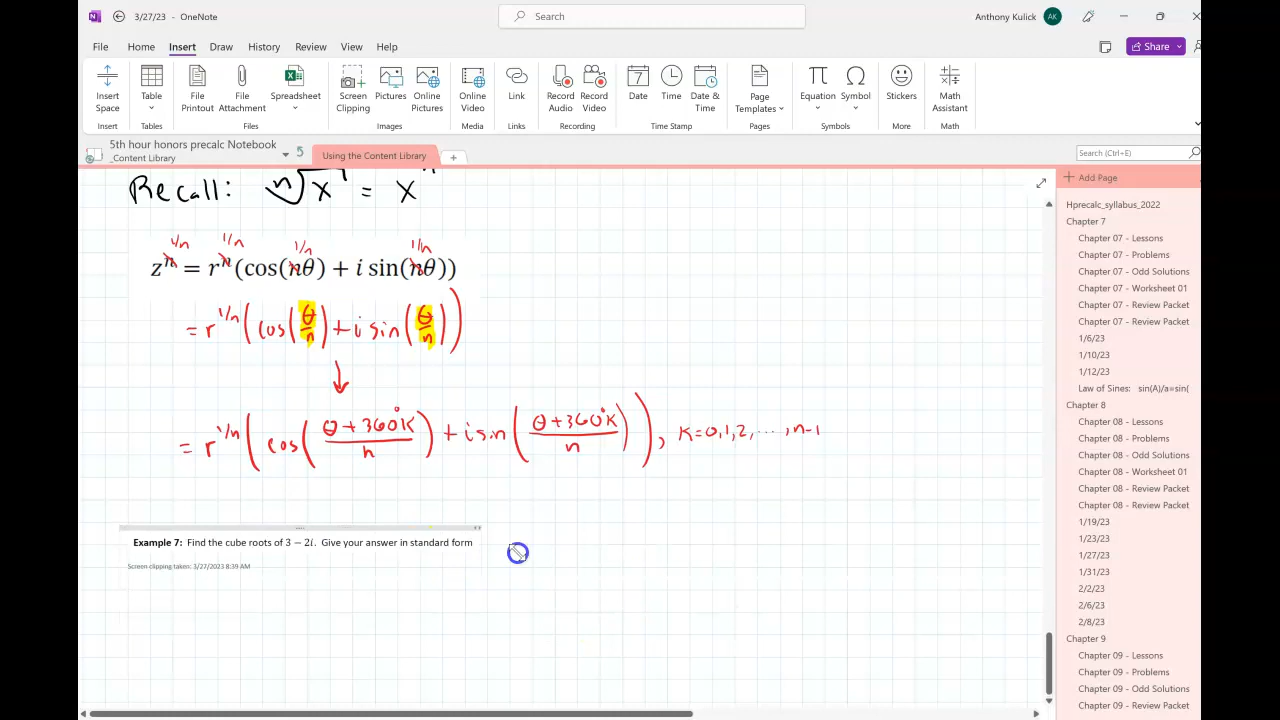 3/27/23 - OneNote
Search
Anthony Kulick
AK
File Home Insert Draw History Review View Help
Share
Insert Space
Table
File Printout
File Attachment
Spreadsheet
Screen Clipping
Pictures
Online Pictures
Online Video
Link
Record Audio
Record Video
Date
Time
Date & Time
Page Templates
Equation
Symbol
Stickers
Math Assistant
Insert Tables Files Images Media Links Recording Time Stamp Pages Symbols More Math
5th hour honors precalc Notebook
_Content Library
Using the Content Library
Search (Ctrl+E)
Add Page
Hprecalc_syllabus_2022
Chapter 7
Chapter 07 - Lessons
Chapter 07 - Problems
Chapter 07 - Odd Solutions
Chapter 07 - Worksheet 01
Chapter 07 - Review Packet
Chapter 07 - Review Packet
1/6/23
1/10/23
1/12/23
Law of Sines: sin(A)/a=sin(
Chapter 8
Chapter 08 - Lessons
Chapter 08 - Problems
Chapter 08 - Odd Solutions
Chapter 08 - Worksheet 01
Chapter 08 - Review Packet
Chapter 08 - Review Packet
1/19/23
1/23/23
1/27/23
1/31/23
2/2/23
2/6/23
2/8/23
Chapter 9
Chapter 09 - Lessons
Chapter 09 - Problems
Chapter 09 - Odd Solutions
Chapter 09 - Review Packet
Recall: ⁿ√x¹ = x
1/n 1/n 1/n 1/n
zⁿ = rⁿ(cos(nθ) + i sin(nθ))
= r^1/n (cos(θ/n) + i sin(θ/n))
= r^1/n (cos((θ+360°K)/n) + i sin((θ+360°K)/n)), K=0,1,2,...,n-1
Example 7: Find the cube roots of 3 − 2i. Give your answer in standard form
Screen clipping taken: 3/27/2023 8:39 AM